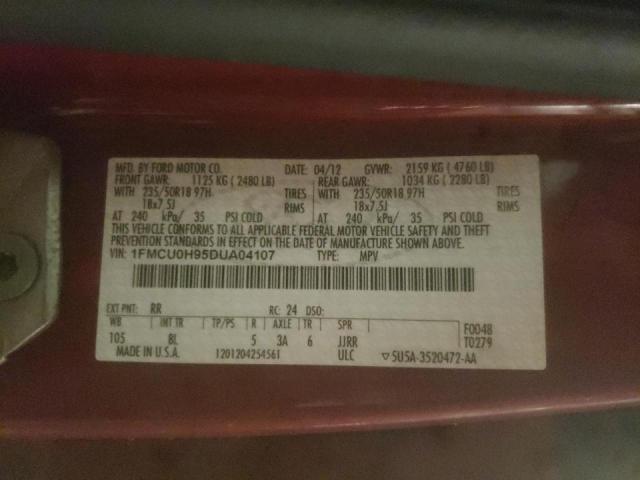 MFD. BY FORD MOTOR CO. DATE: 04/12 GVWR: 2159 KG ( 4760 LB)
FRONT GAWR: 1125 KG ( 2480 LB) REAR GAWR: 1034 KG ( 2280 LB)
WITH 235/50R18 97H TIRES WITH 235/50R18 97H TIRES
18x7.5J RIMS 18x7.5J RIMS
AT 240 kPa/ 35 PSI COLD AT 240 kPa/ 35 PSI COLD
THIS VEHICLE CONFORMS TO ALL APPLICABLE FEDERAL MOTOR VEHICLE SAFETY AND THEFT
PREVENTION STANDARDS IN EFFECT ON THE DATE OF MANUFACTURE SHOWN ABOVE.
VIN: 1FMCU0H95DUA04107 TYPE: MPV
EXT PNT: RR RC: 24 DSO:
WB INT TR TP/PS R AXLE TR SPR F0048
105 8L 5 3A 6 JJRR T0279
MADE IN U.S.A. 1201204254561 ULC ▽5U5A-3520472-AA